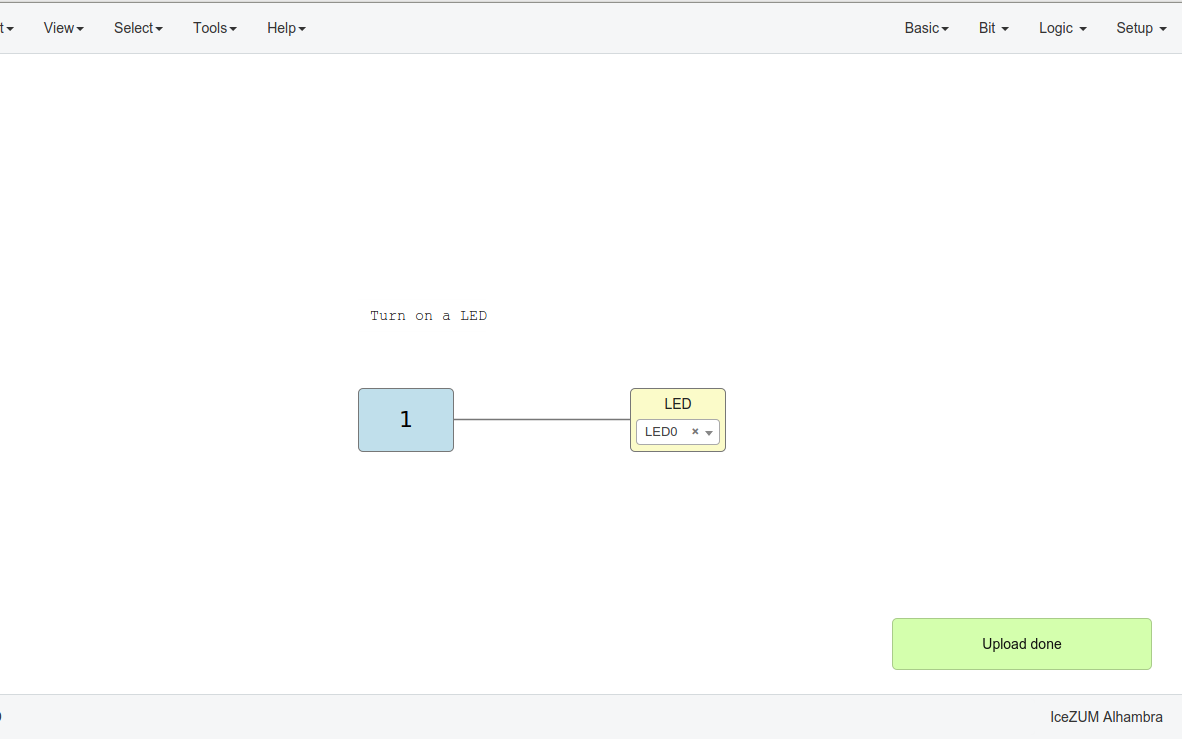 View Select Tools Help Basic Bit Logic Setup
Turn on a LED
1
LED
LED0 ×
Upload done
IceZUM Alhambra